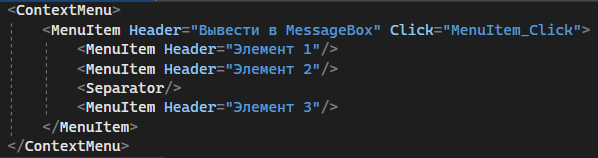 <ContextMenu>
<MenuItem Header="Вывести в MessageBox" Click="MenuItem_Click">
<MenuItem Header="Элемент 1"/>
<MenuItem Header="Элемент 2"/>
<Separator/>
<MenuItem Header="Элемент 3"/>
</MenuItem>
</ContextMenu>